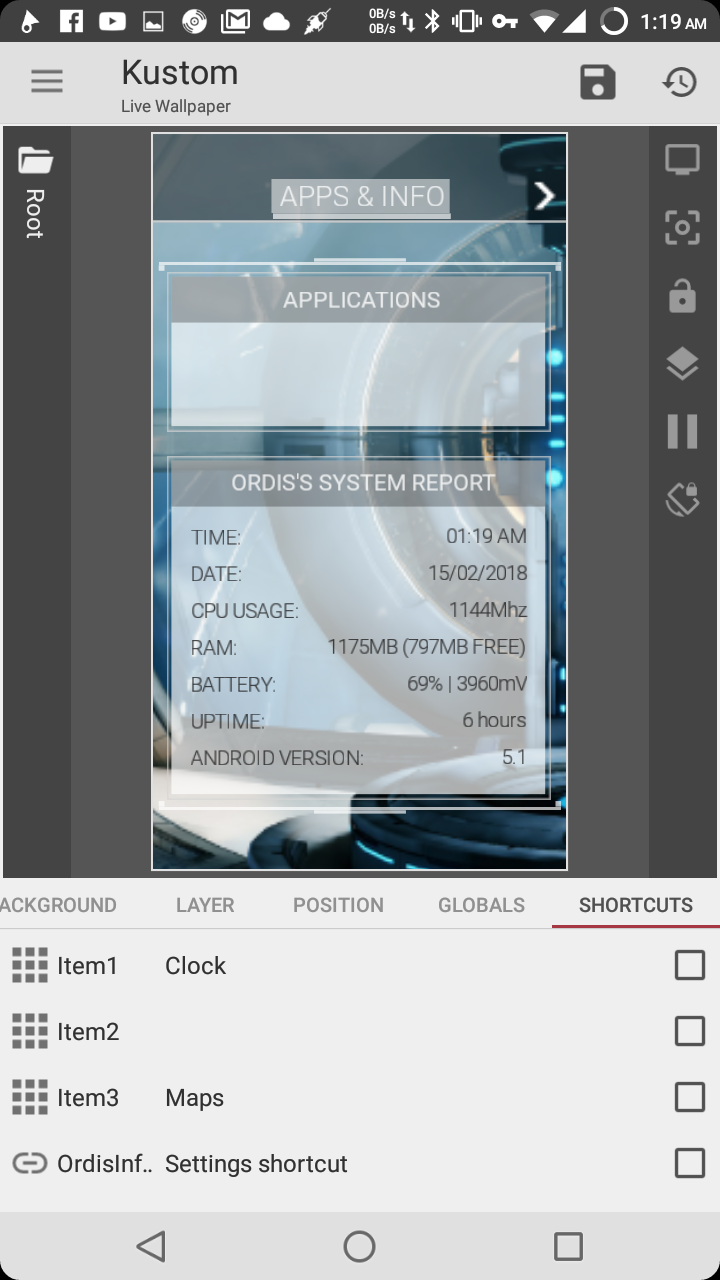 0B/s
0B/s
1:19 AM
Kustom
Live Wallpaper
Root
APPS & INFO
APPLICATIONS
ORDIS'S SYSTEM REPORT
TIME: 01:19 AM
DATE: 15/02/2018
CPU USAGE: 1144Mhz
RAM: 1175MB (797MB FREE)
BATTERY: 69% | 3960mV
UPTIME: 6 hours
ANDROID VERSION: 5.1
ACKGROUND LAYER POSITION GLOBALS SHORTCUTS
Item1 Clock
Item2
Item3 Maps
OrdisInf.. Settings shortcut